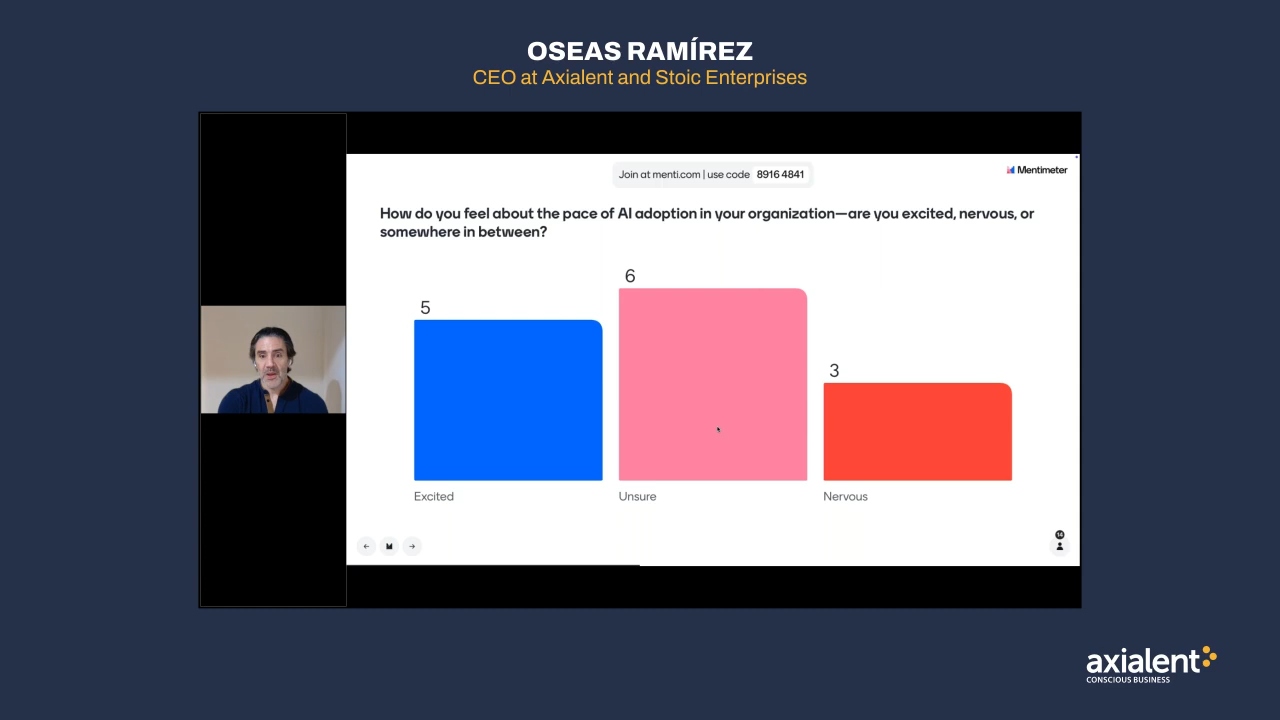 OSEAS RAMÍREZ
CEO at Axialent and Stoic Enterprises
Join at menti.com | use code 8916 4841
Mentimeter
How do you feel about the pace of AI adoption in your organization—are you excited, nervous, or
somewhere in between?
5
6
3
Excited
Unsure
Nervous
14
axialent
CONSCIOUS BUSINESS